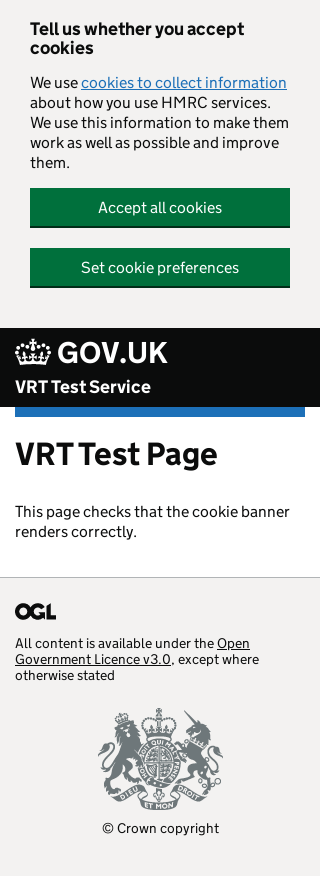 Tell us whether you accept
cookies
We use cookies to collect information
about how you use HMRC services.
We use this information to make them
work as well as possible and improve
them.
Accept all cookies
Set cookie preferences
GOV.UK
VRT Test Service
VRT Test Page
This page checks that the cookie banner
renders correctly.
OGL
All content is available under the Open
Government Licence v3.0, except where
otherwise stated
DIEU ET MON DROIT
© Crown copyright